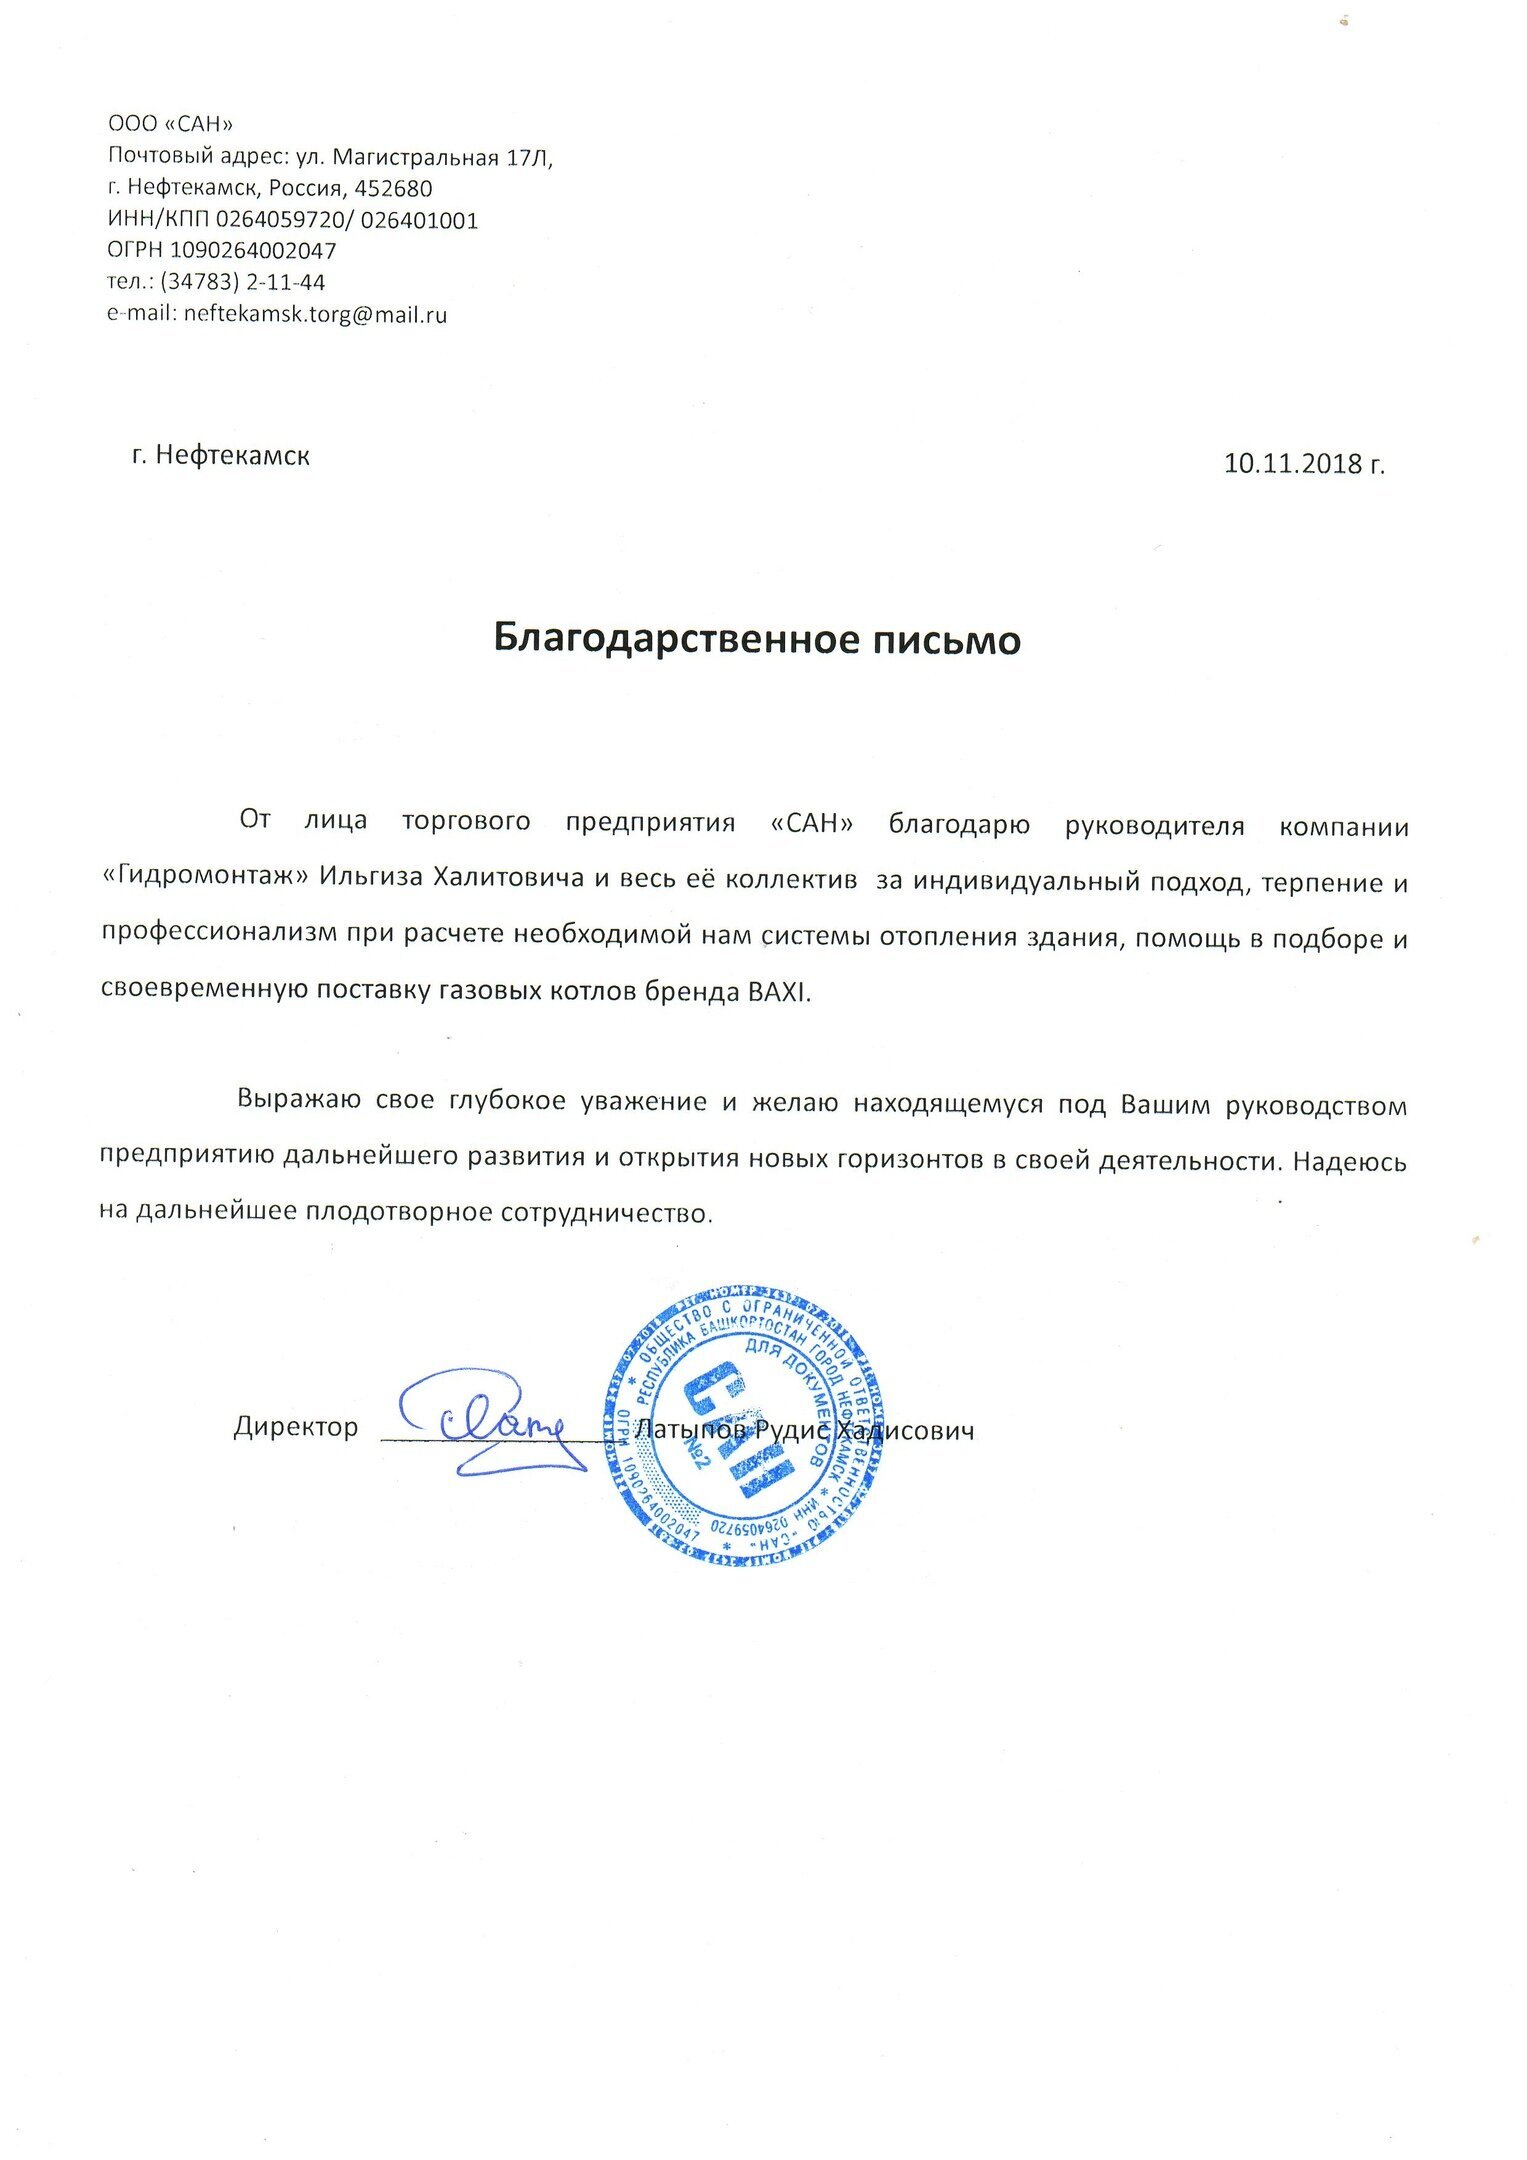 ООО «САН»
Почтовый адрес: ул. Магистральная 17Л,
г. Нефтекамск, Россия, 452680
ИНН/КПП 0264059720/ 026401001
ОГРН 1090264002047
тел.: (34783) 2-11-44
e-mail: neftekamsk.torg@mail.ru
г. Нефтекамск
10.11.2018 г.
Благодарственное письмо
От лица торгового предприятия «САН» благодарю руководителя компании
«Гидромонтаж» Ильгиза Халитовича и весь её коллектив за индивидуальный подход, терпение и
профессионализм при расчете необходимой нам системы отопления здания, помощь в подборе и
своевременную поставку газовых котлов бренда BAXI.
Выражаю свое глубокое уважение и желаю находящемуся под Вашим руководством
предприятию дальнейшего развития и открытия новых горизонтов в своей деятельности. Надеюсь
на дальнейшее плодотворное сотрудничество.
Директор Латыпов Рудис Хадисович
* ОБЩЕСТВО С ОГРАНИЧЕННОЙ ОТВЕТСТВЕННОСТЬЮ "САН" *
ОГРН 1090264002047
РЕСПУБЛИКА БАШКОРТОСТАН ГОРОД НЕФТЕКАМСК * ИНН 0264059720
ДЛЯ ДОКУМЕНТОВ
САН
№2